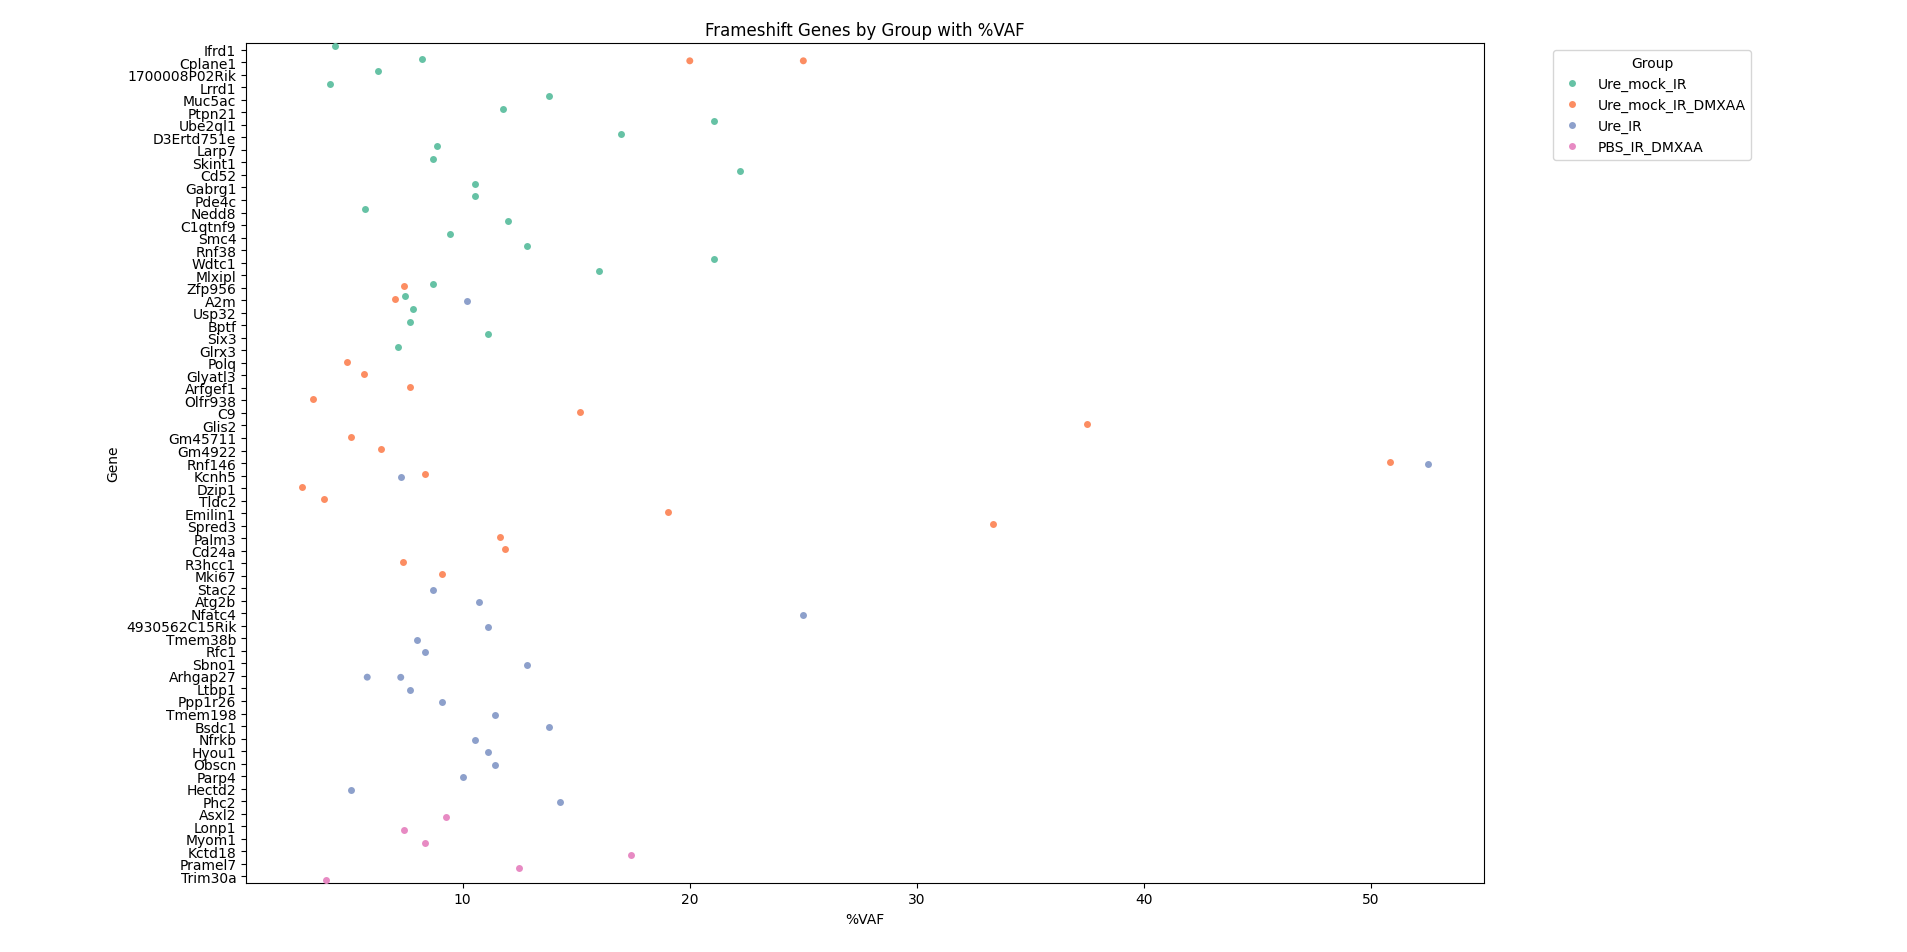 Frameshift Genes by Group with %VAF
Gene
Ifrd1
Cplane1
1700008P02Rik
Lrrd1
Muc5ac
Ptpn21
Ube2ql1
D3Ertd751e
Larp7
Skint1
Cd52
Gabrg1
Pde4c
Nedd8
C1qtnf9
Smc4
Rnf38
Wdtc1
Mlxipl
Zfp956
A2m
Usp32
Bptf
Six3
Glrx3
Polq
Glyatl3
Arfgef1
Olfr938
C9
Glis2
Gm45711
Gm4922
Rnf146
Kcnh5
Dzip1
Tldc2
Emilin1
Spred3
Palm3
Cd24a
R3hcc1
Mki67
Stac2
Atg2b
Nfatc4
4930562C15Rik
Tmem38b
Rfc1
Sbno1
Arhgap27
Ltbp1
Ppp1r26
Tmem198
Bsdc1
Nfrkb
Hyou1
Obscn
Parp4
Hectd2
Phc2
Asxl2
Lonp1
Myom1
Kctd18
Pramel7
Trim30a
10 20 30 40 50
%VAF
Group
Ure_mock_IR
Ure_mock_IR_DMXAA
Ure_IR
PBS_IR_DMXAA